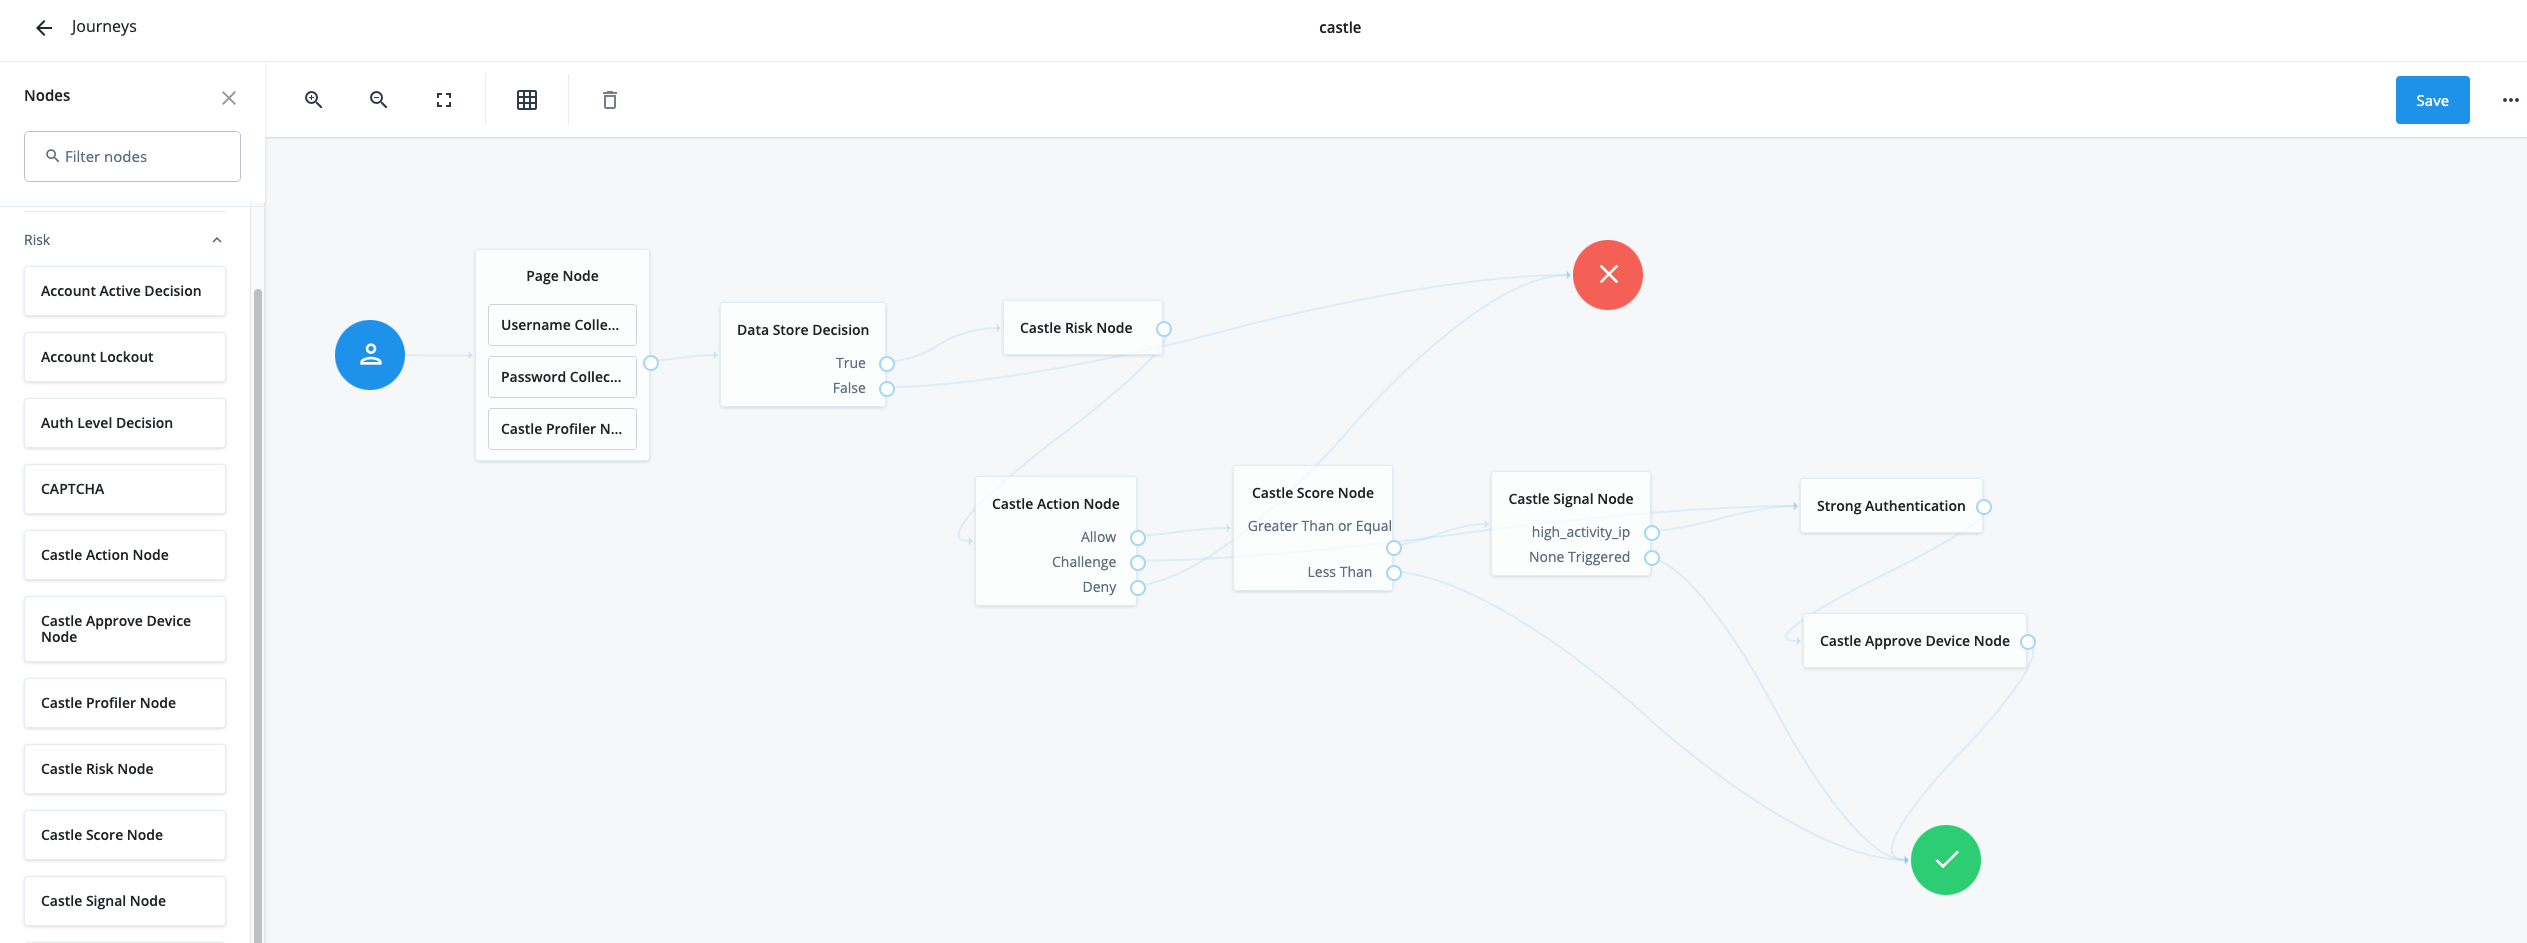 Journeys
castle
Nodes
Save
Filter nodes
Risk
Account Active Decision
Account Lockout
Auth Level Decision
CAPTCHA
Castle Action Node
Castle Approve Device
Node
Castle Profiler Node
Castle Risk Node
Castle Score Node
Castle Signal Node
Page Node
Username Colle...
Password Collec...
Castle Profiler N...
Data Store Decision
True
False
Castle Risk Node
Castle Action Node
Allow
Challenge
Deny
Castle Score Node
Greater Than or Equal
Less Than
Castle Signal Node
high_activity_ip
None Triggered
Strong Authentication
Castle Approve Device Node